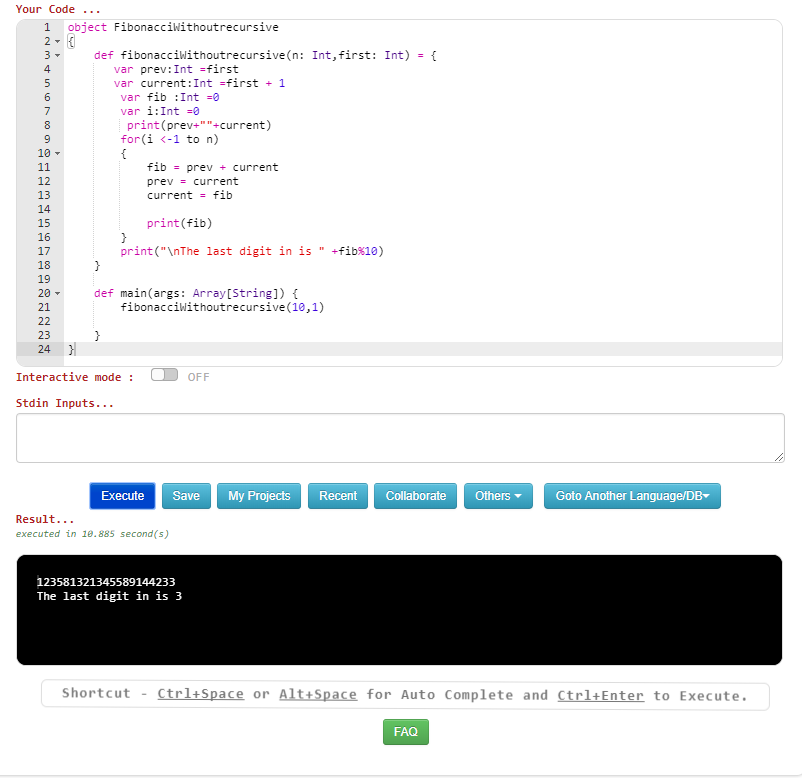 Your Code ...
1 object FibonacciWithoutrecursive
2 {
3 def fibonacciWithoutrecursive(n: Int,first: Int) = {
4 var prev:Int =first
5 var current:Int =first + 1
6 var fib :Int =0
7 var i:Int =0
8 print(prev+""+current)
9 for(i <-1 to n)
10 {
11 fib = prev + current
12 prev = current
13 current = fib
14
15 print(fib)
16 }
17 print("\nThe last digit in is " +fib%10)
18 }
19
20 def main(args: Array[String]) {
21 fibonacciWithoutrecursive(10,1)
22
23 }
24 }
Interactive mode : OFF
Stdin Inputs...
Execute Save My Projects Recent Collaborate Others Goto Another Language/DB
Result...
executed in 10.885 second(s)
123581321345589144233
The last digit in is 3
Shortcut - Ctrl+Space or Alt+Space for Auto Complete and Ctrl+Enter to Execute.
FAQ